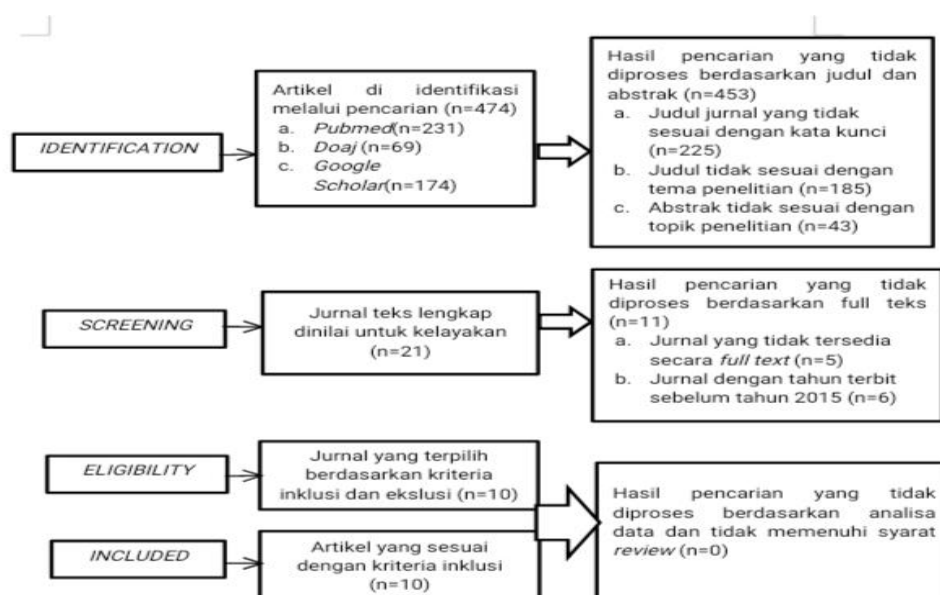 IDENTIFICATION
Artikel di identifikasi
melalui pencarian (n=474)
a. Pubmed(n=231)
b. Doaj (n=69)
c. Google
Scholar(n=174)
Hasil pencarian yang tidak
diproses berdasarkan judul dan
abstrak (n=453)
a. Judul jurnal yang tidak
sesuai dengan kata kunci
(n=225)
b. Judul tidak sesuai dengan
tema penelitian (n=185)
c. Abstrak tidak sesuai dengan
topik penelitian (n=43)
SCREENING
Jurnal teks lengkap
dinilai untuk kelayakan
(n=21)
Hasil pencarian yang tidak
diproses berdasarkan full teks
(n=11)
a. Jurnal yang tidak tersedia
secara full text (n=5)
b. Jurnal dengan tahun terbit
sebelum tahun 2015 (n=6)
ELIGIBILITY
Jurnal yang terpilih
berdasarkan kriteria
inklusi dan ekslusi (n=10)
INCLUDED
Artikel yang sesuai
dengan kriteria inklusi
(n=10)
Hasil pencarian yang tidak
diproses berdasarkan analisa
data dan tidak memenuhi syarat
review (n=0)